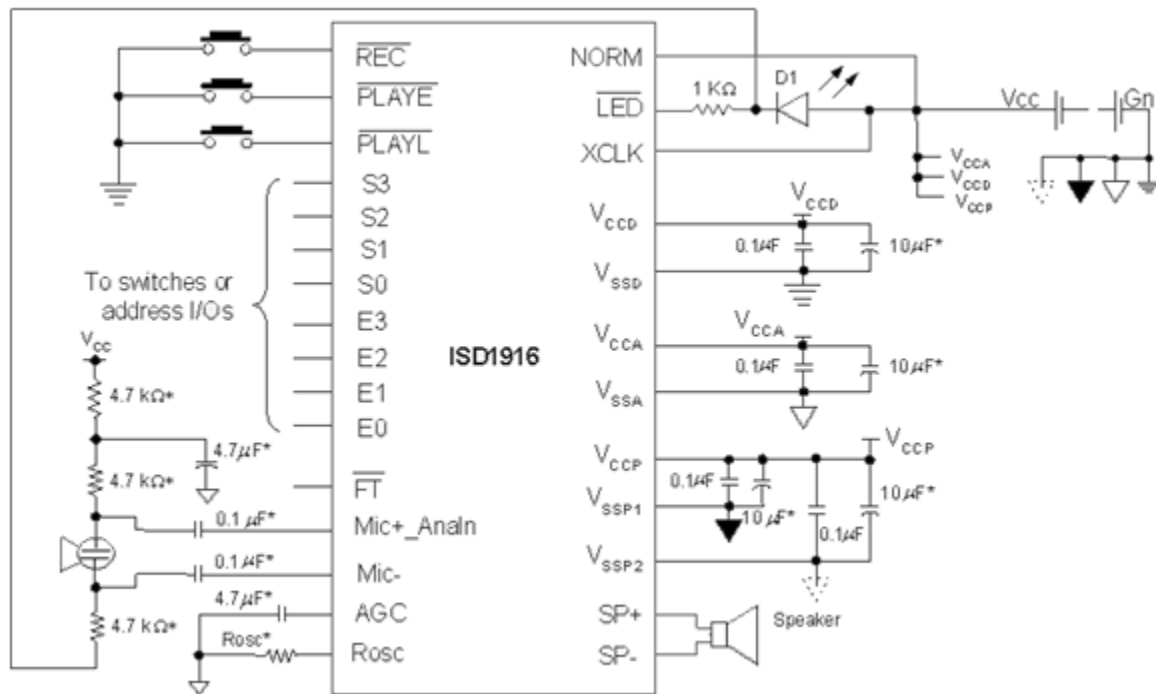 REC
PLAYE
PLAYL
S3
S2
S1
S0
E3
E2
E1
E0
FT
Mic+_AnaIn
Mic-
AGC
Rosc
To switches or
address I/Os
VCC
4.7 kΩ*
4.7μF*
4.7 kΩ*
0.1 μF*
0.1 μF*
4.7 kΩ*
4.7μF*
Rosc*
ISD1916
NORM
LED
XCLK
VCCD
VSSD
VCCA
VSSA
VCCP
VSSP1
VSSP2
SP+
SP-
1 KΩ
D1
Vcc
Gn
VCCA
VCCD
VCCP
VCCD
0.1μF
10μF*
VCCA
0.1μF
10μF*
VCCP
0.1μF
10μF*
0.1μF
10μF*
Speaker